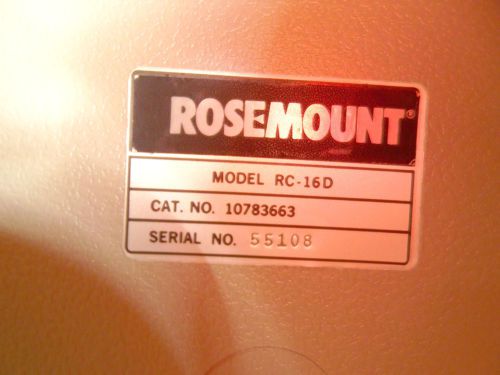 ROSEMOUNT®
MODEL RC-16D
CAT. NO. 10783663
SERIAL NO. 55108